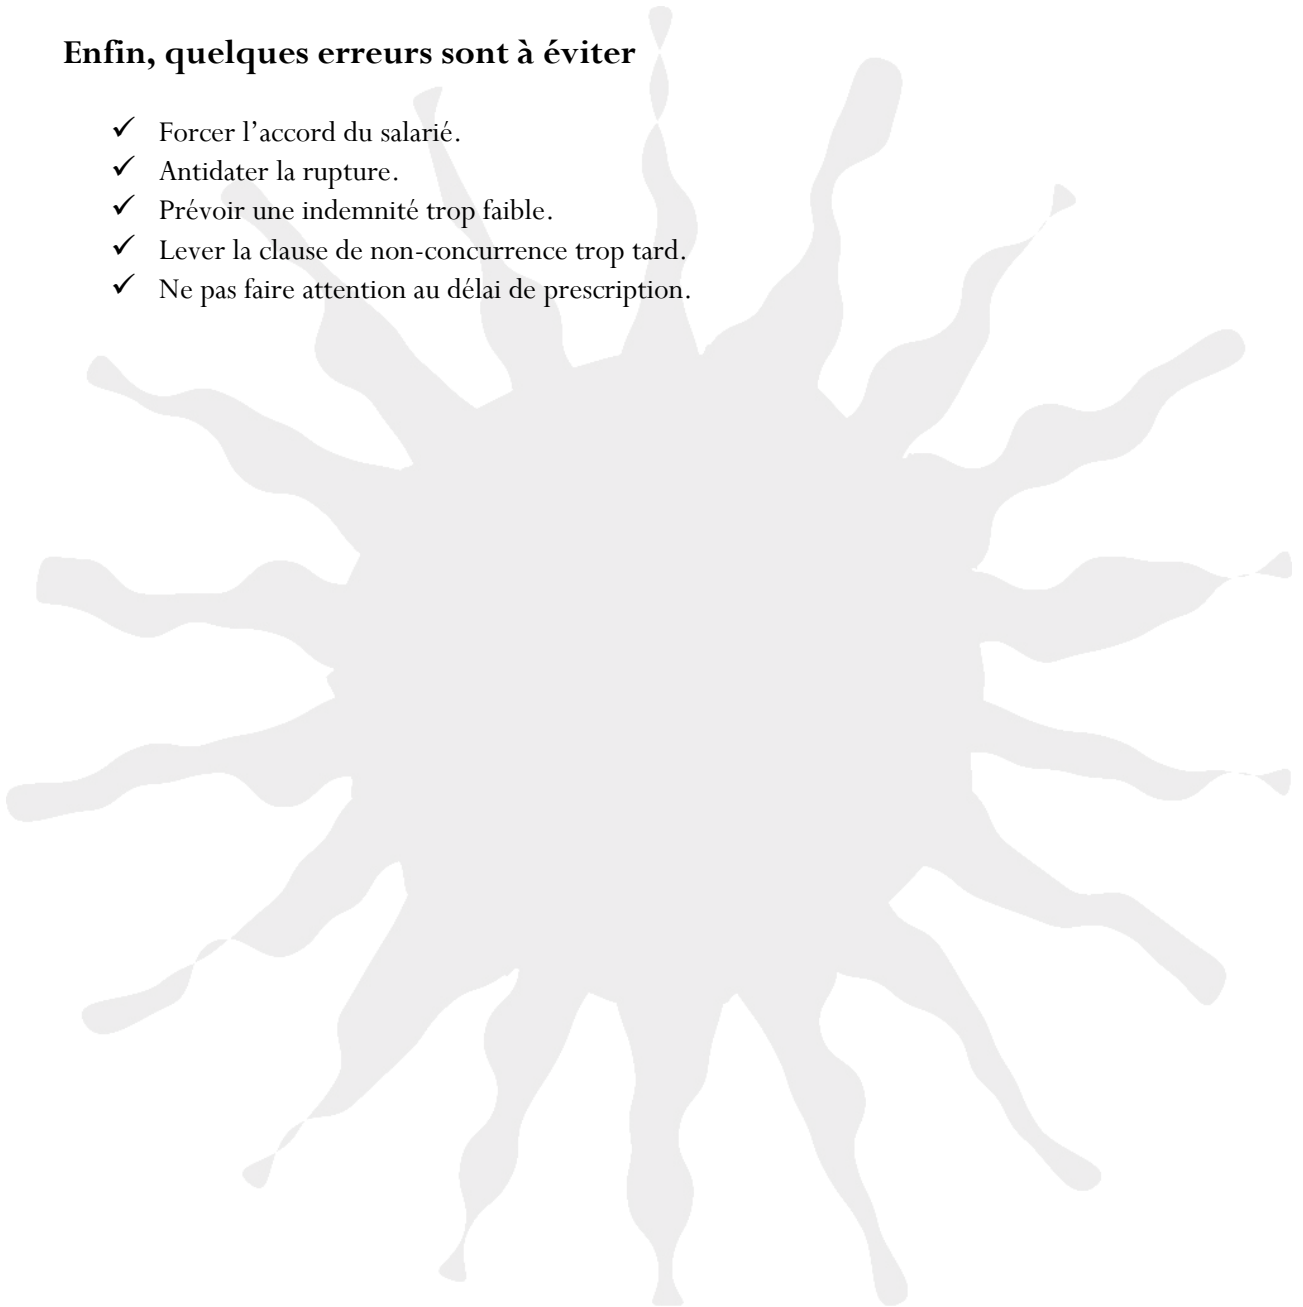 Enfin, quelques erreurs sont à éviter
✓ Forcer l’accord du salarié.
✓ Antidater la rupture.
✓ Prévoir une indemnité trop faible.
✓ Lever la clause de non-concurrence trop tard.
✓ Ne pas faire attention au délai de prescription.